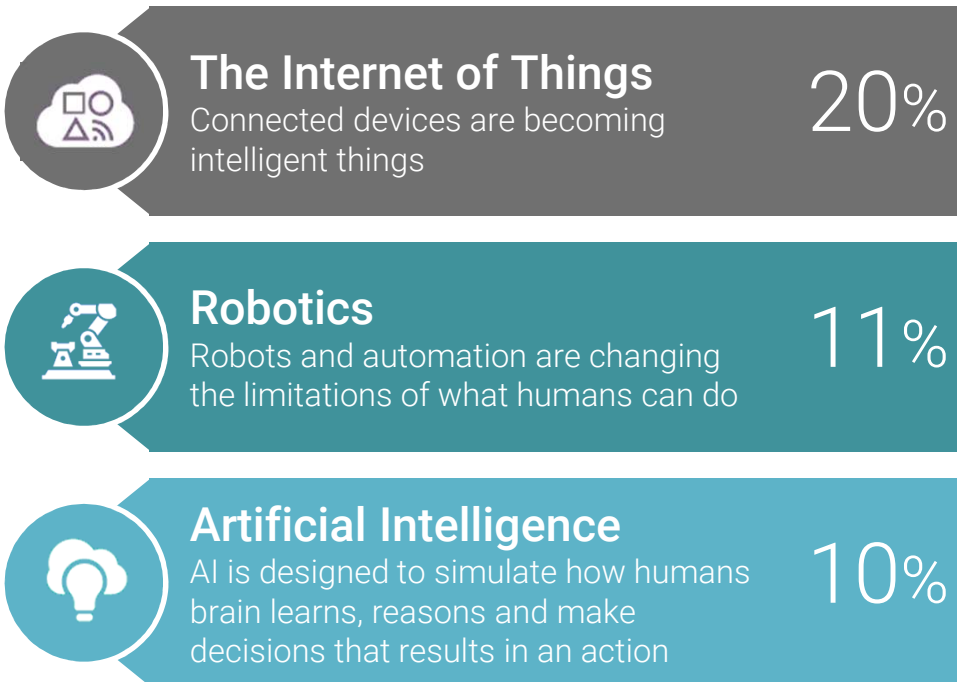 The Internet of Things
Connected devices are becoming
intelligent things
20%
Robotics
Robots and automation are changing
the limitations of what humans can do
11%
Artificial Intelligence
AI is designed to simulate how humans
brain learns, reasons and make
decisions that results in an action
10%